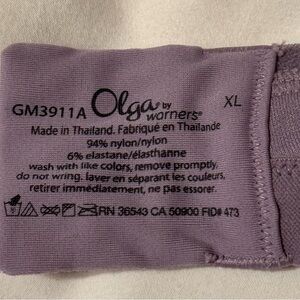 GM3911A Olga by warners® XL
Made in Thailand. Fabriqué en Thaïlande
94% nylon/nylon
6% elastane/élasthanne
wash with like colors, remove promptly,
do not wring. laver en séparant les couleurs,
retirer immédiatement, ne pas essorer.
RN 36543 CA 50900 FID# 473